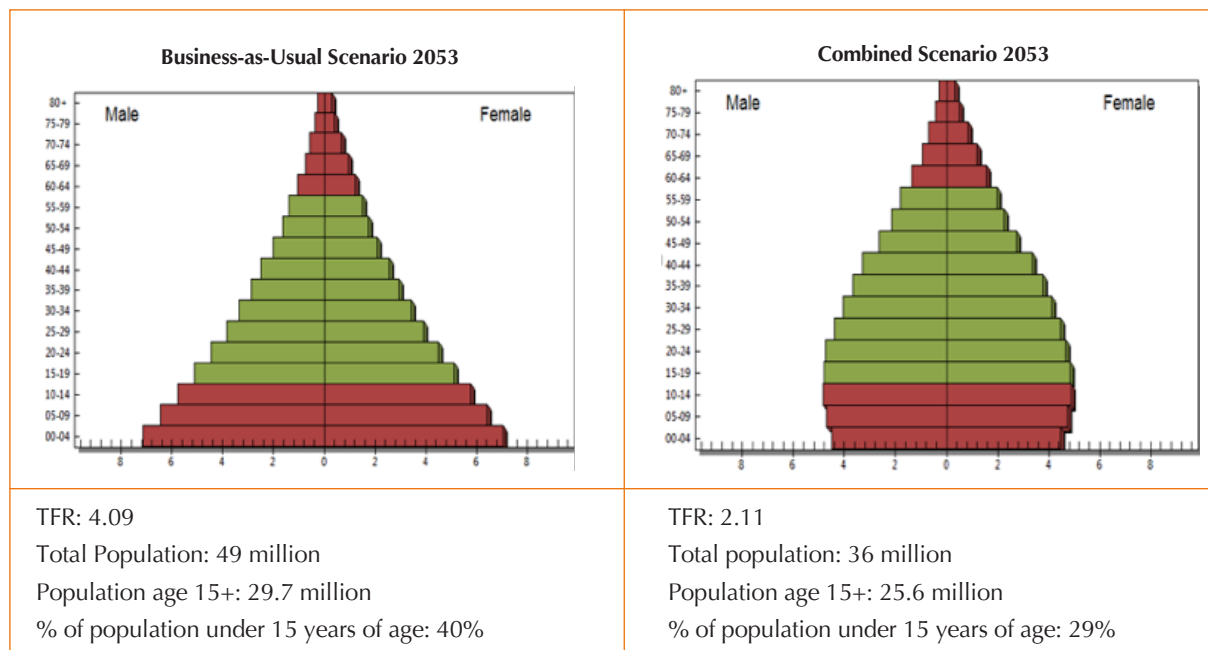 Business-as-Usual Scenario 2053
Male
Female
80+
75-79
70-74
65-69
60-64
55-59
50-54
45-49
40-44
35-39
30-34
25-29
20-24
15-19
10-14
05-09
00-04
8 6 4 2 0 2 4 6 8
TFR: 4.09
Total Population: 49 million
Population age 15+: 29.7 million
% of population under 15 years of age: 40%
Combined Scenario 2053
Male
Female
80+
75-79
70-74
65-69
60-64
55-59
50-54
45-49
40-44
35-39
30-34
25-29
20-24
15-19
10-14
05-09
00-04
8 6 4 2 0 2 4 6 8
TFR: 2.11
Total population: 36 million
Population age 15+: 25.6 million
% of population under 15 years of age: 29%